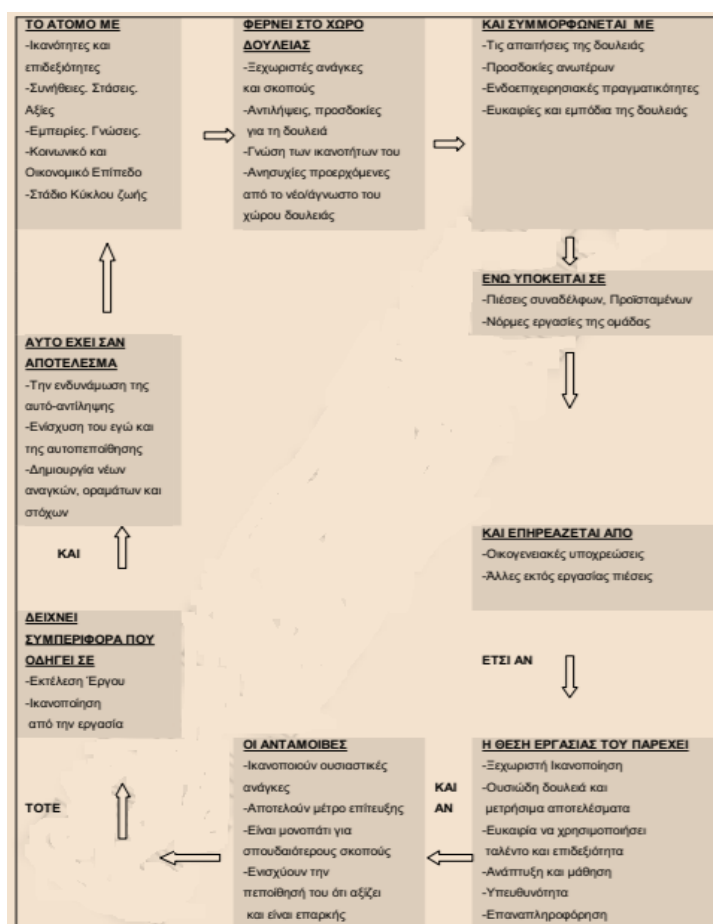 ΤΟ ΑΤΟΜΟ ΜΕ
-Ικανότητες και
επιδεξιότητες
-Συνήθειες. Στάσεις.
Αξίες
-Εμπειρίες. Γνώσεις.
-Κοινωνικό και
Οικονομικό Επίπεδο
-Στάδιο Κύκλου ζωής
ΦΕΡΝΕΙ ΣΤΟ ΧΩΡΟ
ΔΟΥΛΕΙΑΣ
-Ξεχωριστές ανάγκες
και σκοπούς
-Αντιλήψεις, προσδοκίες
για τη δουλειά
-Γνώση των ικανοτήτων του
-Ανησυχίες προερχόμενες
από το νέο/άγνωστο του
χώρου δουλειάς
ΚΑΙ ΣΥΜΜΟΡΦΩΝΕΤΑΙ ΜΕ
-Τις απαιτήσεις της δουλειάς
-Προσδοκίες ανωτέρων
-Ενδοεπιχειρησιακές πραγματικότητες
-Ευκαιρίες και εμπόδια της δουλειάς
ΕΝΩ ΥΠΟΚΕΙΤΑΙ ΣΕ
-Πιέσεις συναδέλφων, Προϊσταμένων
-Νόρμες εργασίες της ομάδας
ΚΑΙ ΕΠΗΡΕΑΖΕΤΑΙ ΑΠΟ
-Οικογενειακές υποχρεώσεις
-Άλλες εκτός εργασίας πιέσεις
ΕΤΣΙ ΑΝ
Η ΘΕΣΗ ΕΡΓΑΣΙΑΣ ΤΟΥ ΠΑΡΕΧΕΙ
-Ξεχωριστή Ικανοποίηση
-Ουσιώδη δουλειά και
μετρήσιμα αποτελέσματα
-Ευκαιρία να χρησιμοποιήσει
ταλέντο και επιδεξιότητα
-Ανάπτυξη και μάθηση
-Υπευθυνότητα
-Επαναπληροφόρηση
ΚΑΙ
ΑΝ
ΟΙ ΑΝΤΑΜΟΙΒΕΣ
-Ικανοποιούν ουσιαστικές
ανάγκες
-Αποτελούν μέτρο επίτευξης
-Είναι μονοπάτι για
σπουδαιότερους σκοπούς
-Ενισχύουν την
πεποίθησή του ότι αξίζει
και είναι επαρκής
ΤΟΤΕ
ΔΕΙΧΝΕΙ
ΣΥΜΠΕΡΙΦΟΡΑ ΠΟΥ
ΟΔΗΓΕΙ ΣΕ
-Εκτέλεση Έργου
-Ικανοποίηση
από την εργασία
ΚΑΙ
ΑΥΤΟ ΕΧΕΙ ΣΑΝ
ΑΠΟΤΕΛΕΣΜΑ
-Την ενδυνάμωση της
αυτό-αντίληψης
-Ενίσχυση του εγώ και
της αυτοπεποίθησης
-Δημιουργία νέων
αναγκών, οραμάτων και
στόχων